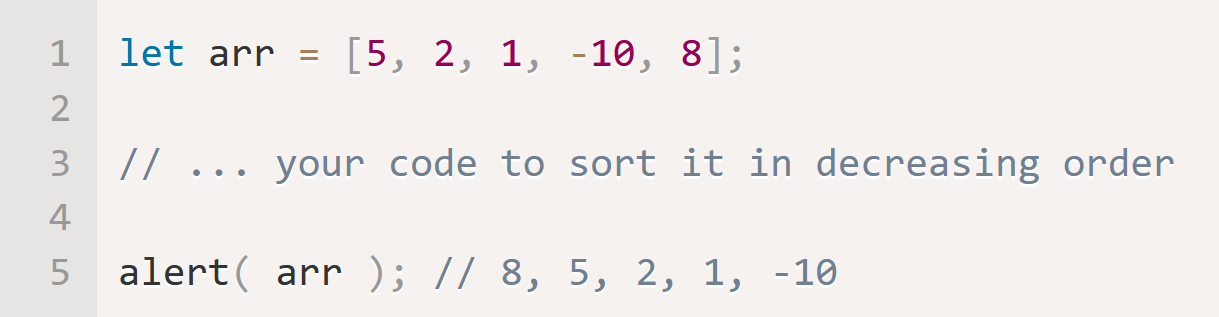 1 let arr = [5, 2, 1, -10, 8];
2
3 // ... your code to sort it in decreasing order
4
5 alert( arr ); // 8, 5, 2, 1, -10